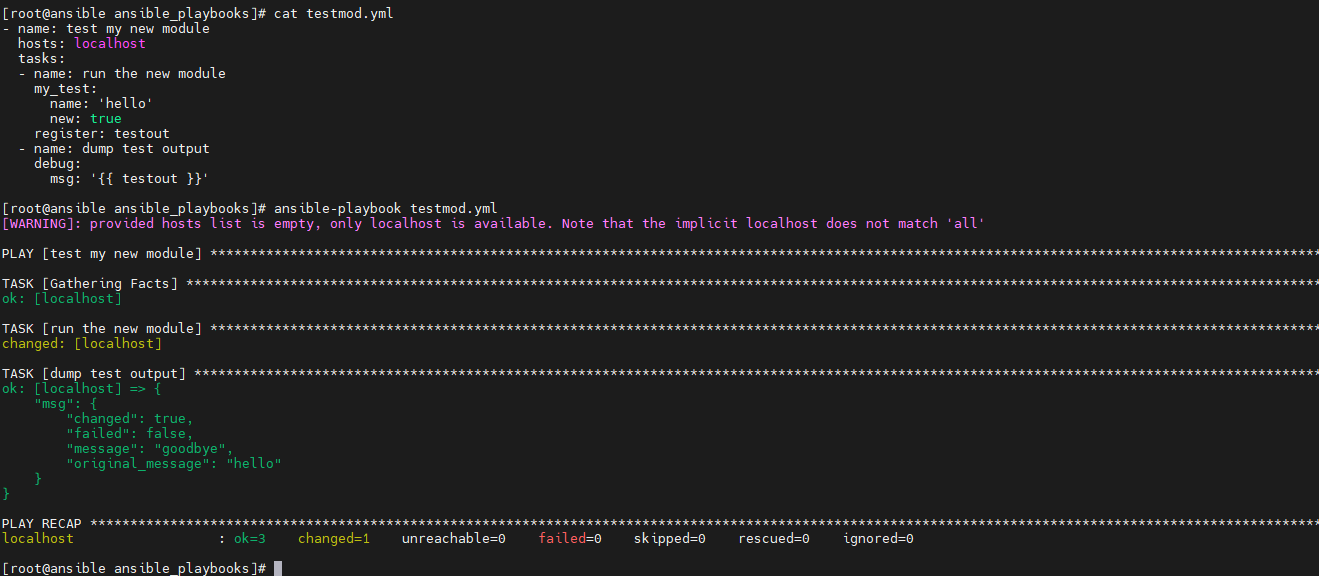 [root@ansible ansible_playbooks]# cat testmod.yml
- name: test my new module
  hosts: localhost
  tasks:
  - name: run the new module
    my_test:
      name: 'hello'
      new: true
    register: testout
  - name: dump test output
    debug:
      msg: '{{ testout }}'
[root@ansible ansible_playbooks]# ansible-playbook testmod.yml
[WARNING]: provided hosts list is empty, only localhost is available. Note that the implicit localhost does not match 'all'
PLAY [test my new module] *******************************************************************************************************************************************
TASK [Gathering Facts] **********************************************************************************************************************************************
ok: [localhost]
TASK [run the new module] *******************************************************************************************************************************************
changed: [localhost]
TASK [dump test output] *********************************************************************************************************************************************
ok: [localhost] => {
    "msg": {
        "changed": true,
        "failed": false,
        "message": "goodbye",
        "original_message": "hello"
    }
}
PLAY RECAP **********************************************************************************************************************************************************
localhost                  : ok=3    changed=1    unreachable=0    failed=0    skipped=0    rescued=0    ignored=0
[root@ansible ansible_playbooks]#